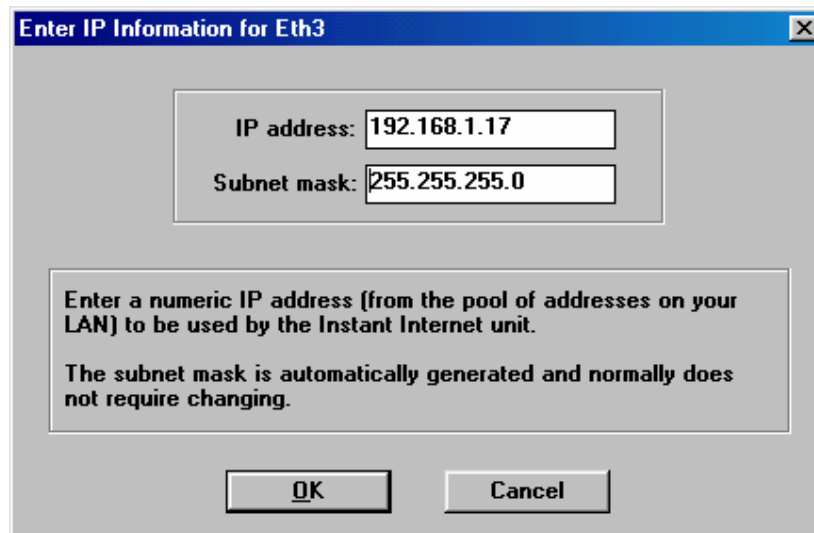 Enter IP Information for Eth3
IP address: 192.168.1.17
Subnet mask: 255.255.255.0
Enter a numeric IP address (from the pool of addresses on your
LAN) to be used by the Instant Internet unit.
The subnet mask is automatically generated and normally does
not require changing.
OK Cancel